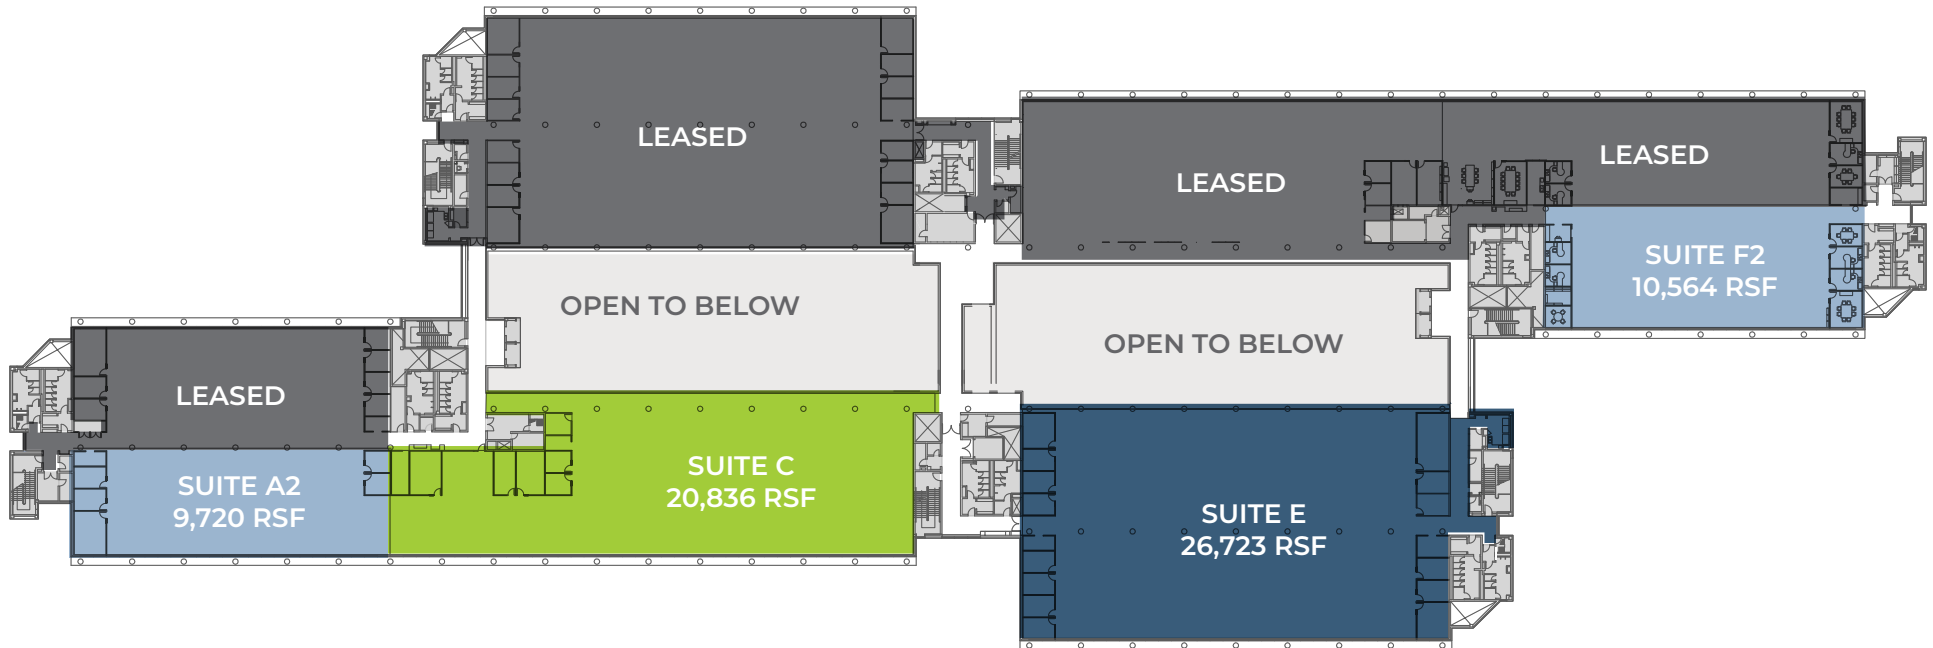 LEASED
LEASED
LEASED
SUITE F2
10,564 RSF
OPEN TO BELOW
OPEN TO BELOW
LEASED
SUITE A2
9,720 RSF
SUITE C
20,836 RSF
SUITE E
26,723 RSF